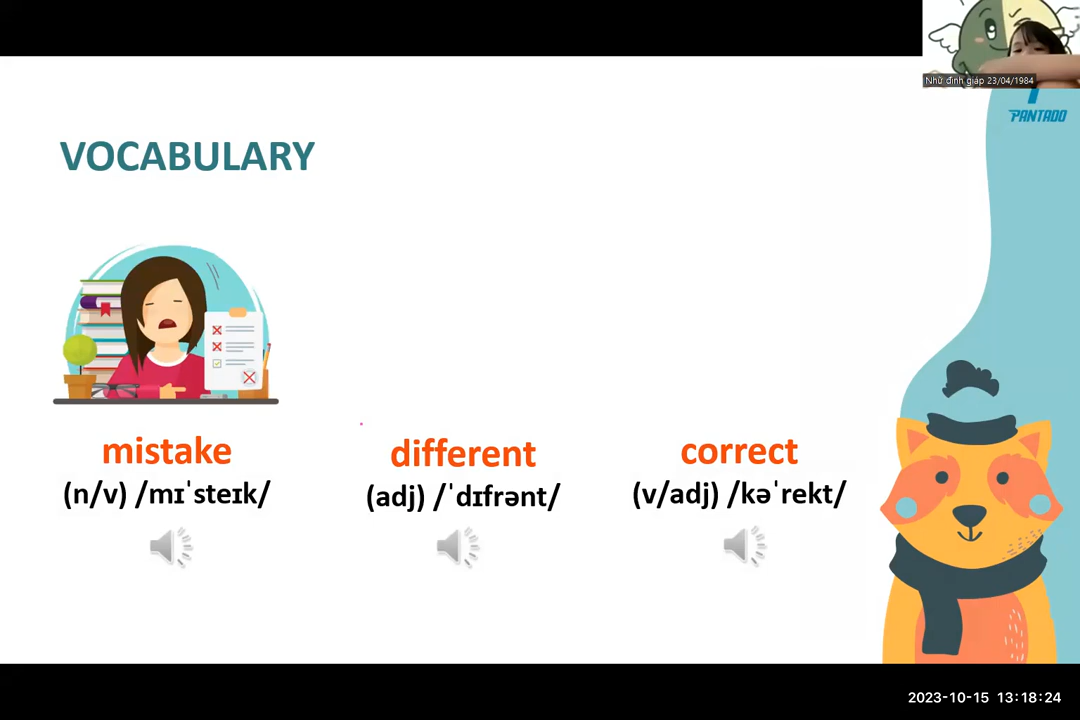 Nhữ đình giáp 23/04/1984
PANTADO
VOCABULARY
mistake
(n/v) /mɪˈsteɪk/
different
(adj) /ˈdɪfrənt/
correct
(v/adj) /kəˈrekt/
2023-10-15 13:18:24